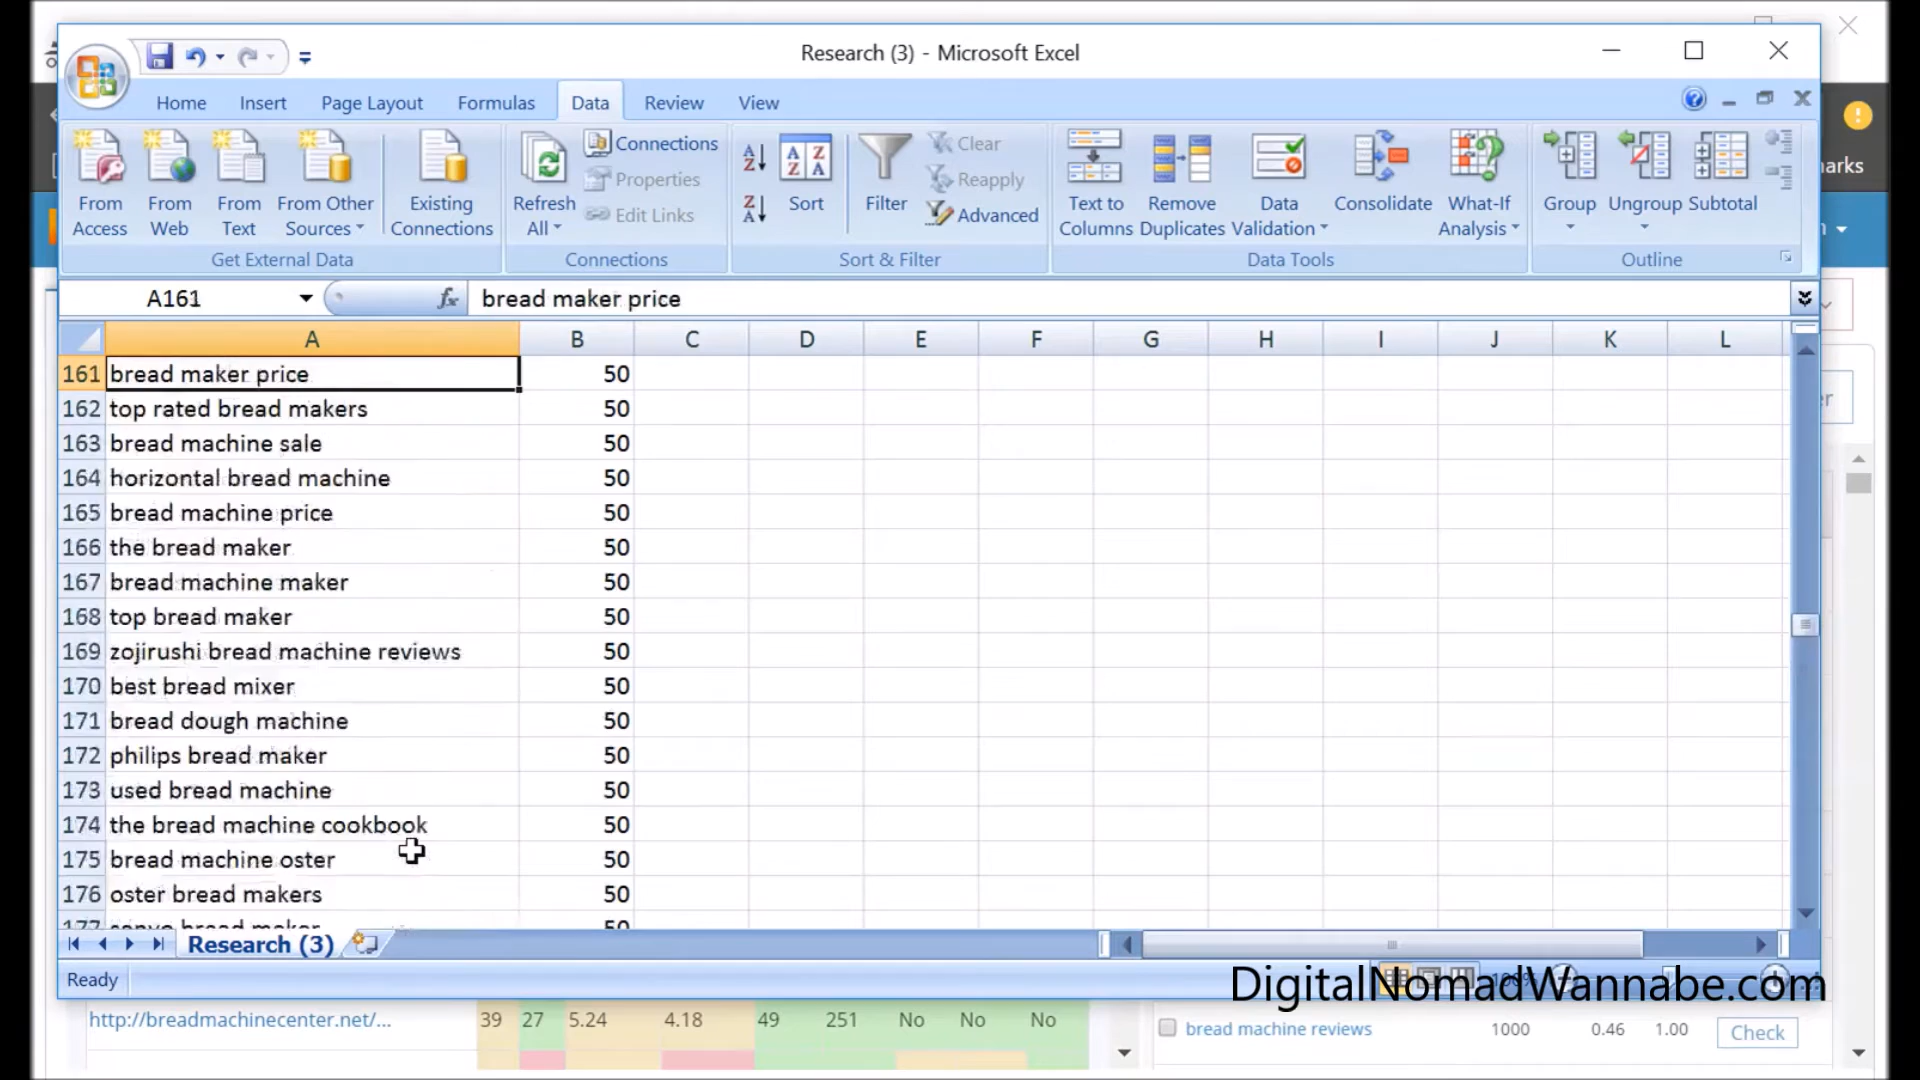 Research (3) - Microsoft Excel
Home Insert Page Layout Formulas Data Review View
arks
From Access
From Web
From Text
From Other Sources
Existing Connections
Get External Data
Refresh All
Connections
Properties
Edit Links
Connections
Sort
Filter
Clear
Reapply
Advanced
Sort & Filter
Text to Columns
Remove Duplicates
Data Validation
Consolidate
What-If Analysis
Data Tools
Group
Ungroup
Subtotal
Outline
A161 fx bread maker price
A B C D E F G H I J K L
161 bread maker price 50
162 top rated bread makers 50
163 bread machine sale 50
164 horizontal bread machine 50
165 bread machine price 50
166 the bread maker 50
167 bread machine maker 50
168 top bread maker 50
169 zojirushi bread machine reviews 50
170 best bread mixer 50
171 bread dough machine 50
172 philips bread maker 50
173 used bread machine 50
174 the bread machine cookbook 50
175 bread machine oster 50
176 oster bread makers 50
177 sanyo bread maker 50
Research (3)
Ready
DigitalNomadWannabe.com
http://breadmachinecenter.net/... 39 27 5.24 4.18 49 251 No No No
bread machine reviews 1000 0.46 1.00 Check